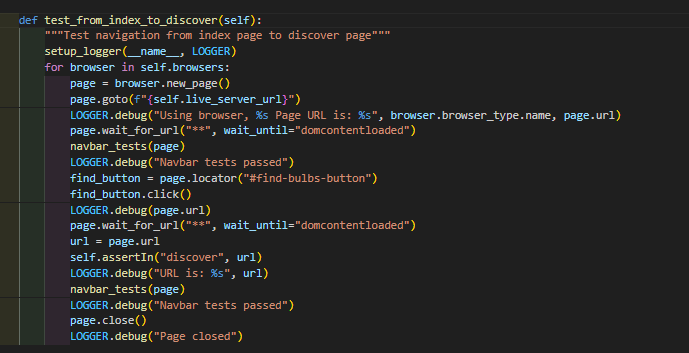 def test_from_index_to_discover(self):
    """Test navigation from index page to discover page"""
    setup_logger(__name__, LOGGER)
    for browser in self.browsers:
        page = browser.new_page()
        page.goto(f"{self.live_server_url}")
        LOGGER.debug("Using browser, %s Page URL is: %s", browser.browser_type.name, page.url)
        page.wait_for_url("**", wait_until="domcontentloaded")
        navbar_tests(page)
        LOGGER.debug("Navbar tests passed")
        find_button = page.locator("#find-bulbs-button")
        find_button.click()
        LOGGER.debug(page.url)
        page.wait_for_url("**", wait_until="domcontentloaded")
        url = page.url
        self.assertIn("discover", url)
        LOGGER.debug("URL is: %s", url)
        navbar_tests(page)
        LOGGER.debug("Navbar tests passed")
        page.close()
        LOGGER.debug("Page closed")